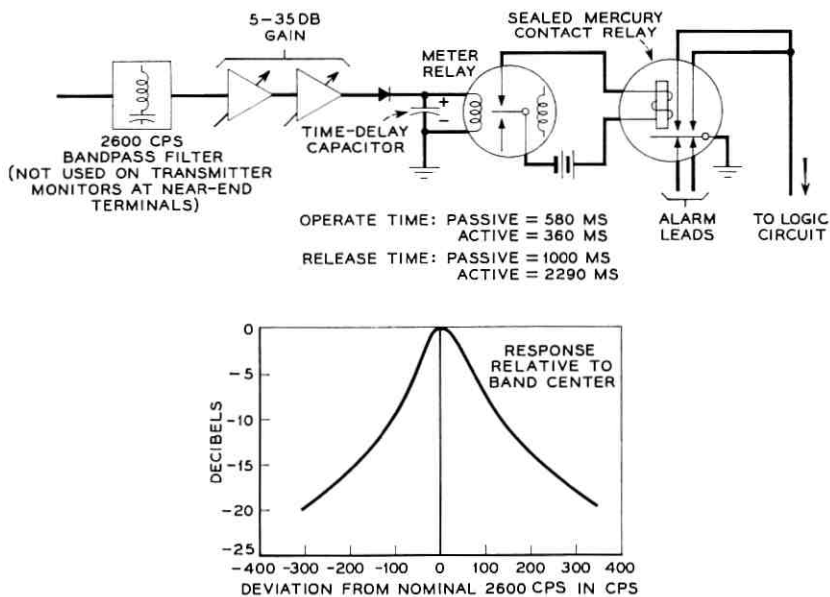 5-35 DB
GAIN
SEALED MERCURY
CONTACT RELAY
METER
RELAY
+
−
TIME-DELAY
CAPACITOR
2600 CPS
BANDPASS FILTER
(NOT USED ON TRANSMITTER
MONITORS AT NEAR-END
TERMINALS)
ALARM
LEADS
TO LOGIC
CIRCUIT
OPERATE TIME: PASSIVE = 580 MS
ACTIVE = 360 MS
RELEASE TIME: PASSIVE = 1000 MS
ACTIVE = 2290 MS
RESPONSE
RELATIVE TO
BAND CENTER
DECIBELS
0
-5
-10
-15
-20
-25
-400 -300 -200 -100 0 100 200 300 400
DEVIATION FROM NOMINAL 2600 CPS IN CPS